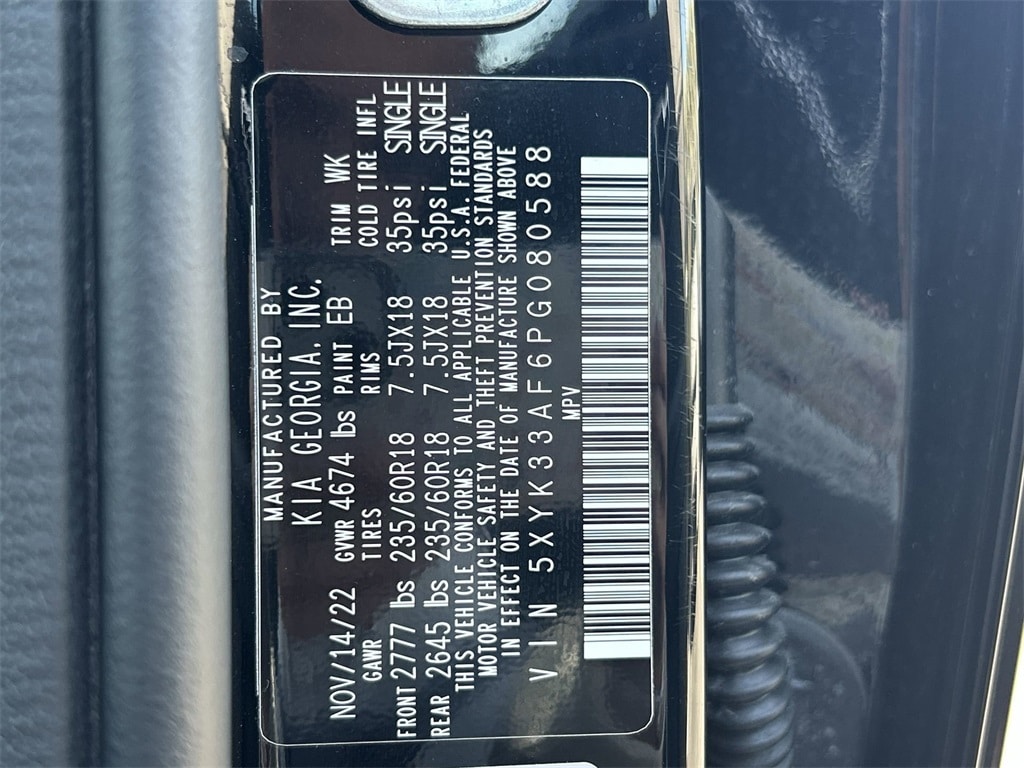 MANUFACTURED BY
KIA GEORGIA, INC.
NOV/14/22 GVWR 4674 lbs PAINT EB TRIM WK
GAWR TIRES RIMS COLD TIRE INFL
FRONT 2777 lbs 235/60R18 7.5JX18 35psi SINGLE
REAR 2645 lbs 235/60R18 7.5JX18 35psi SINGLE
THIS VEHICLE CONFORMS TO ALL APPLICABLE U.S.A. FEDERAL
MOTOR VEHICLE SAFETY AND THEFT PREVENTION STANDARDS
IN EFFECT ON THE DATE OF MANUFACTURE SHOWN ABOVE
VIN 5XYK33AF6PG080588
MPV